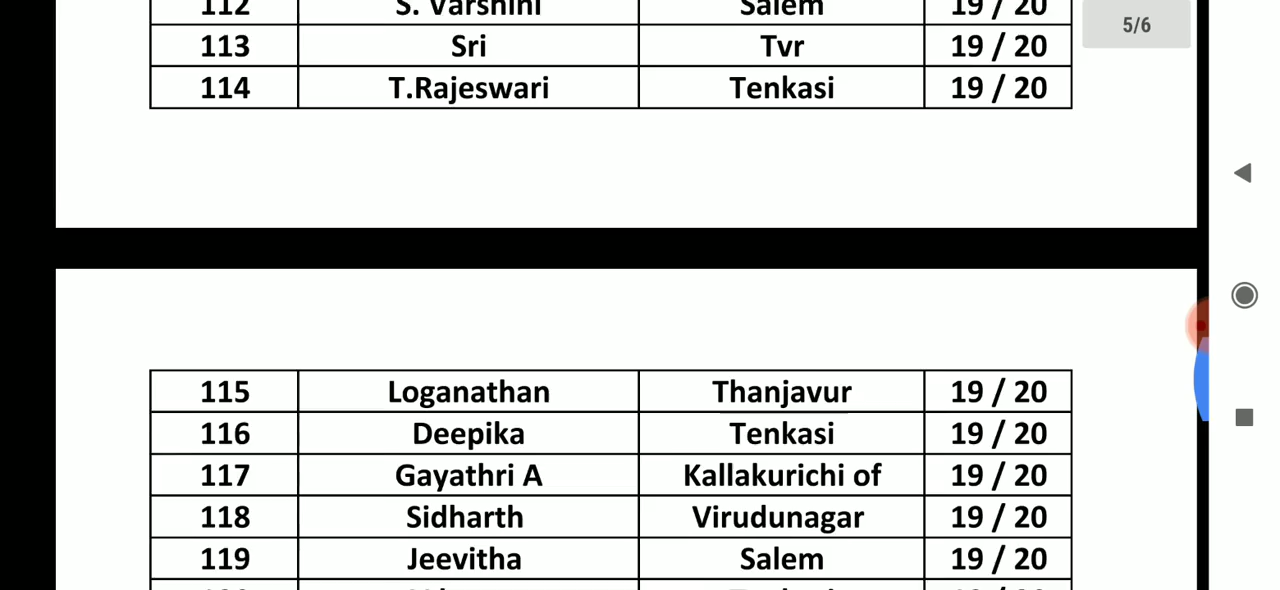 112 S. Varshini Salem 19 / 20
5/6
113 Sri Tvr 19 / 20
114 T.Rajeswari Tenkasi 19 / 20
115 Loganathan Thanjavur 19 / 20
116 Deepika Tenkasi 19 / 20
117 Gayathri A Kallakurichi of 19 / 20
118 Sidharth Virudunagar 19 / 20
119 Jeevitha Salem 19 / 20